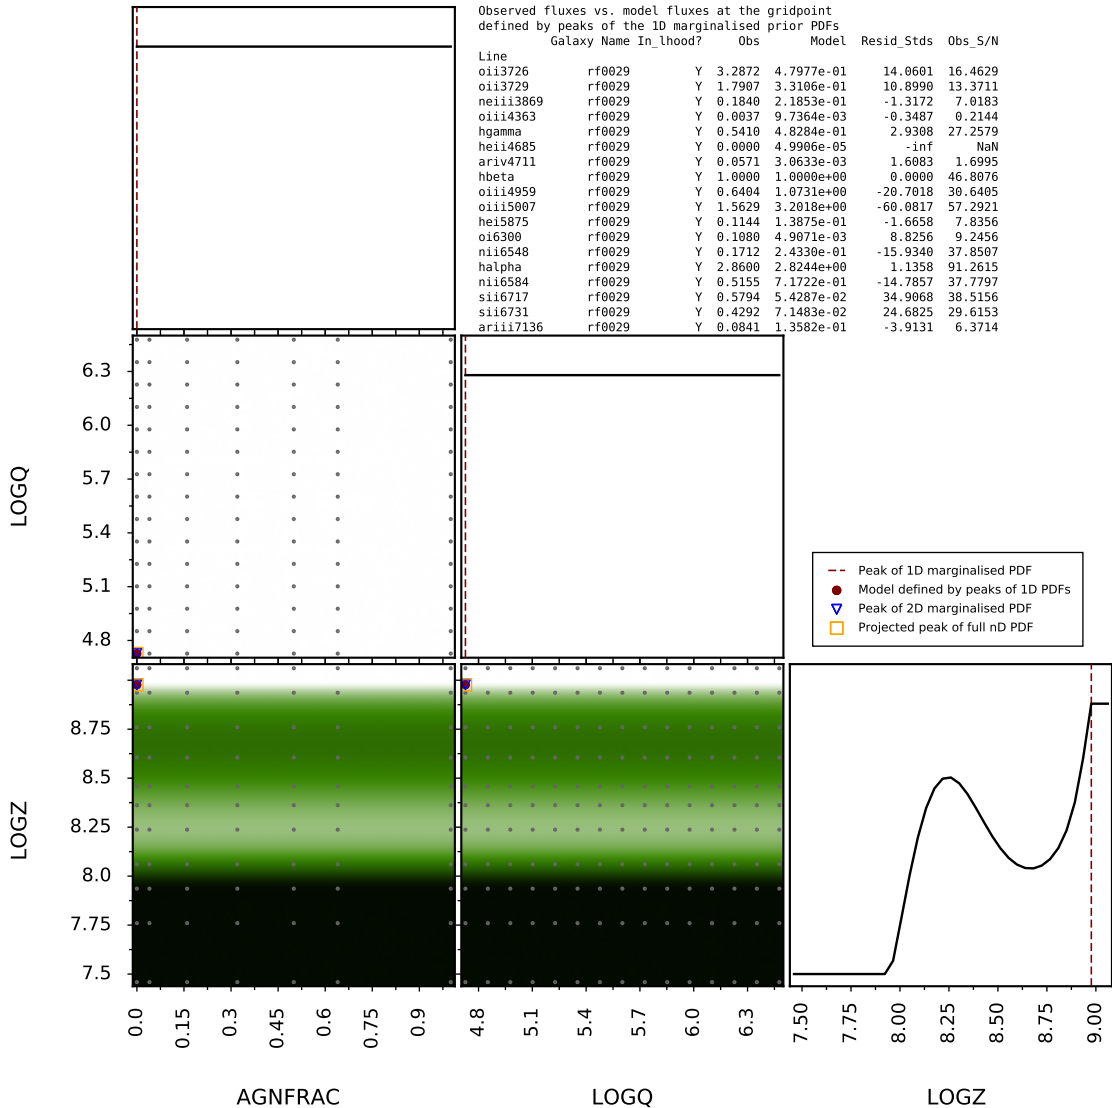 Observed fluxes vs. model fluxes at the gridpoint
defined by peaks of the 1D marginalised prior PDFs
Galaxy Name In_lhood? Obs Model Resid_Stds Obs_S/N
Line
oii3726 rf0029 Y 3.2872 4.7977e-01 14.0601 16.4629
oii3729 rf0029 Y 1.7907 3.3106e-01 10.8990 13.3711
neiii3869 rf0029 Y 0.1840 2.1853e-01 -1.3172 7.0183
oiii4363 rf0029 Y 0.0037 9.7364e-03 -0.3487 0.2144
hgamma rf0029 Y 0.5410 4.8284e-01 2.9308 27.2579
heii4685 rf0029 Y 0.0000 4.9906e-05 -inf NaN
ariv4711 rf0029 Y 0.0571 3.0633e-03 1.6083 1.6995
hbeta rf0029 Y 1.0000 1.0000e+00 0.0000 46.8076
oiii4959 rf0029 Y 0.6404 1.0731e+00 -20.7018 30.6405
oiii5007 rf0029 Y 1.5629 3.2018e+00 -60.0817 57.2921
hei5875 rf0029 Y 0.1144 1.3875e-01 -1.6658 7.8356
oi6300 rf0029 Y 0.1080 4.9071e-03 8.8256 9.2456
nii6548 rf0029 Y 0.1712 2.4330e-01 -15.9340 37.8507
halpha rf0029 Y 2.8600 2.8244e+00 1.1358 91.2615
nii6584 rf0029 Y 0.5155 7.1722e-01 -14.7857 37.7797
sii6717 rf0029 Y 0.5794 5.4287e-02 34.9068 38.5156
sii6731 rf0029 Y 0.4292 7.1483e-02 24.6825 29.6153
ariii7136 rf0029 Y 0.0841 1.3582e-01 -3.9131 6.3714
6.3
6.0
5.7
5.4
5.1
4.8
LOGQ
Peak of 1D marginalised PDF
Model defined by peaks of 1D PDFs
Peak of 2D marginalised PDF
Projected peak of full nD PDF
8.75
8.5
8.25
8.0
7.75
7.5
LOGZ
0.0 0.15 0.3 0.45 0.6 0.75 0.9
4.8 5.1 5.4 5.7 6.0 6.3
7.50 7.75 8.00 8.25 8.50 8.75 9.00
AGNFRAC LOGQ LOGZ